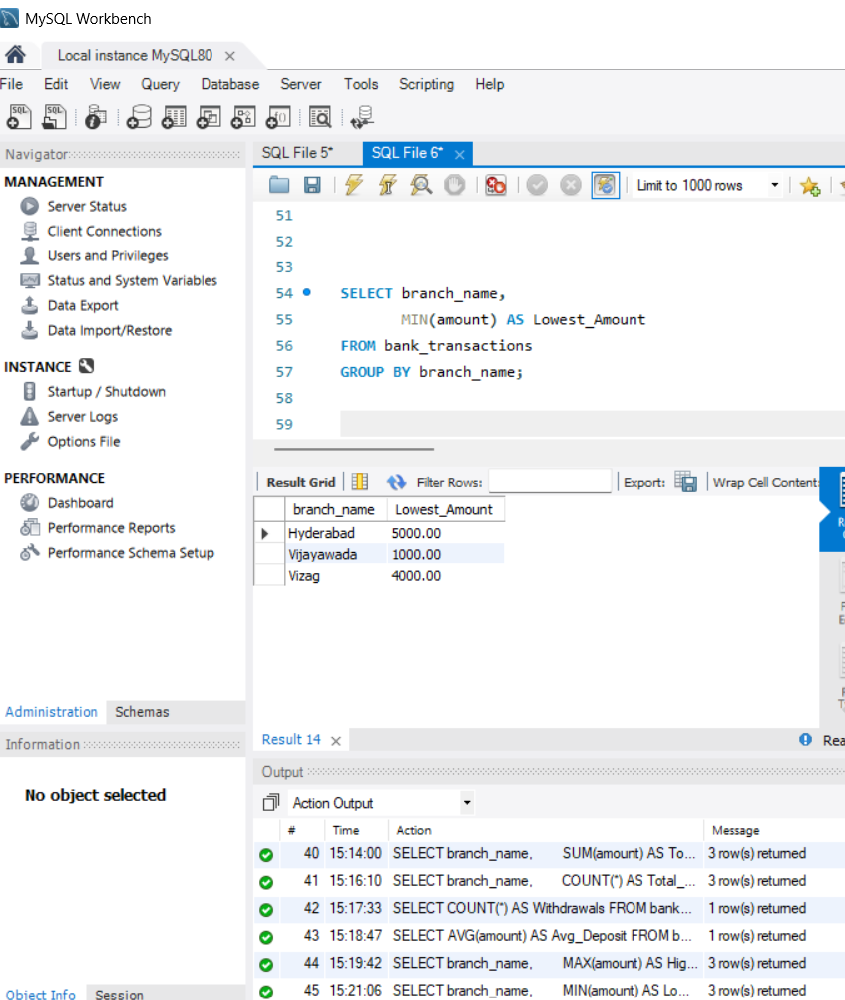 MySQL Workbench
Local instance MySQL80
File Edit View Query Database Server Tools Scripting Help
Navigator
SQL File 5*
SQL File 6*
MANAGEMENT
Server Status
Client Connections
Users and Privileges
Status and System Variables
Data Export
Data Import/Restore
INSTANCE
Startup / Shutdown
Server Logs
Options File
PERFORMANCE
Dashboard
Performance Reports
Performance Schema Setup
Administration Schemas
Information
No object selected
Object Info Session
Limit to 1000 rows
51
52
53
54 SELECT branch_name,
55 MIN(amount) AS Lowest_Amount
56 FROM bank_transactions
57 GROUP BY branch_name;
58
59
Result Grid Filter Rows: Export: Wrap Cell Content:
branch_name Lowest_Amount
Hyderabad 5000.00
Vijayawada 1000.00
Vizag 4000.00
Result 14
Output
Action Output
# Time Action Message
40 15:14:00 SELECT branch_name, SUM(amount) AS To... 3 row(s) returned
41 15:16:10 SELECT branch_name, COUNT(*) AS Total_... 3 row(s) returned
42 15:17:33 SELECT COUNT(*) AS Withdrawals FROM bank... 1 row(s) returned
43 15:18:47 SELECT AVG(amount) AS Avg_Deposit FROM b... 1 row(s) returned
44 15:19:42 SELECT branch_name, MAX(amount) AS Hig... 3 row(s) returned
45 15:21:06 SELECT branch_name, MIN(amount) AS Lo... 3 row(s) returned